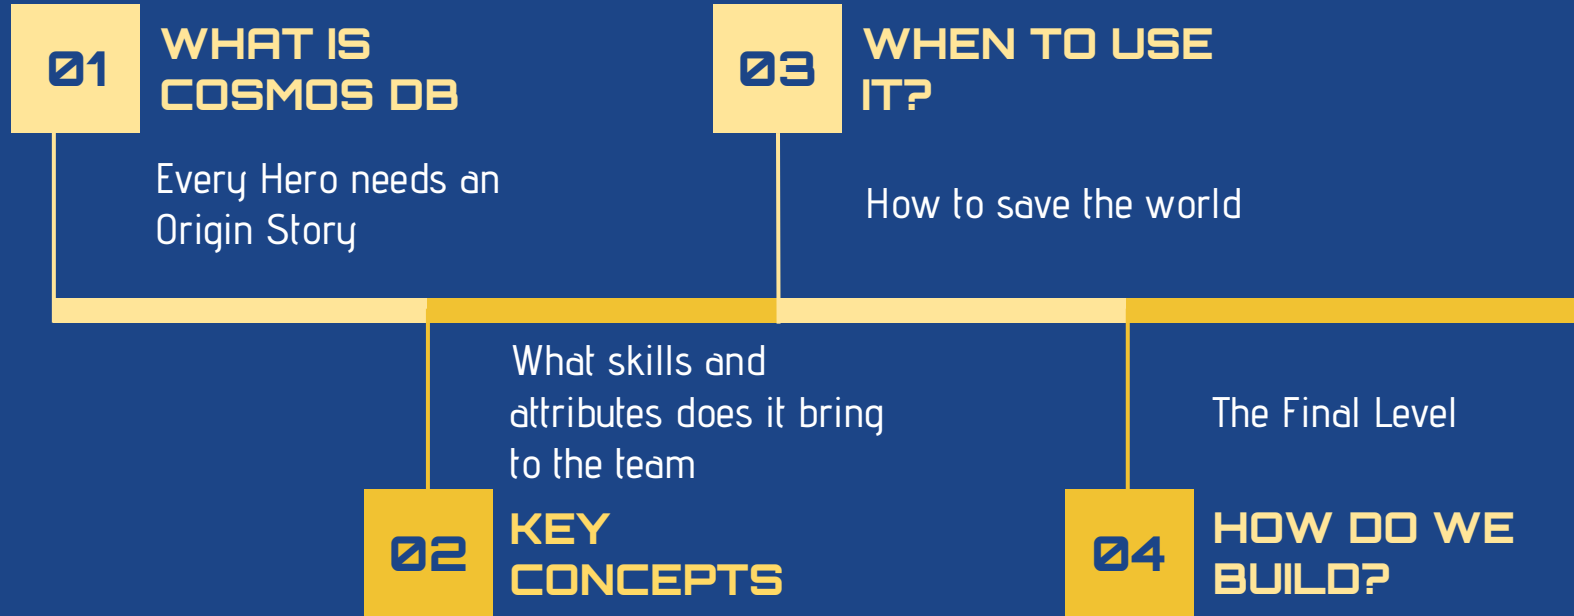 01
WHAT IS
COSMOS DB
Every Hero needs an
Origin Story
02
What skills and
attributes does it bring
to the team
KEY
CONCEPTS
03
WHEN TO USE
IT?
How to save the world
04
The Final Level
HOW DO WE
BUILD?